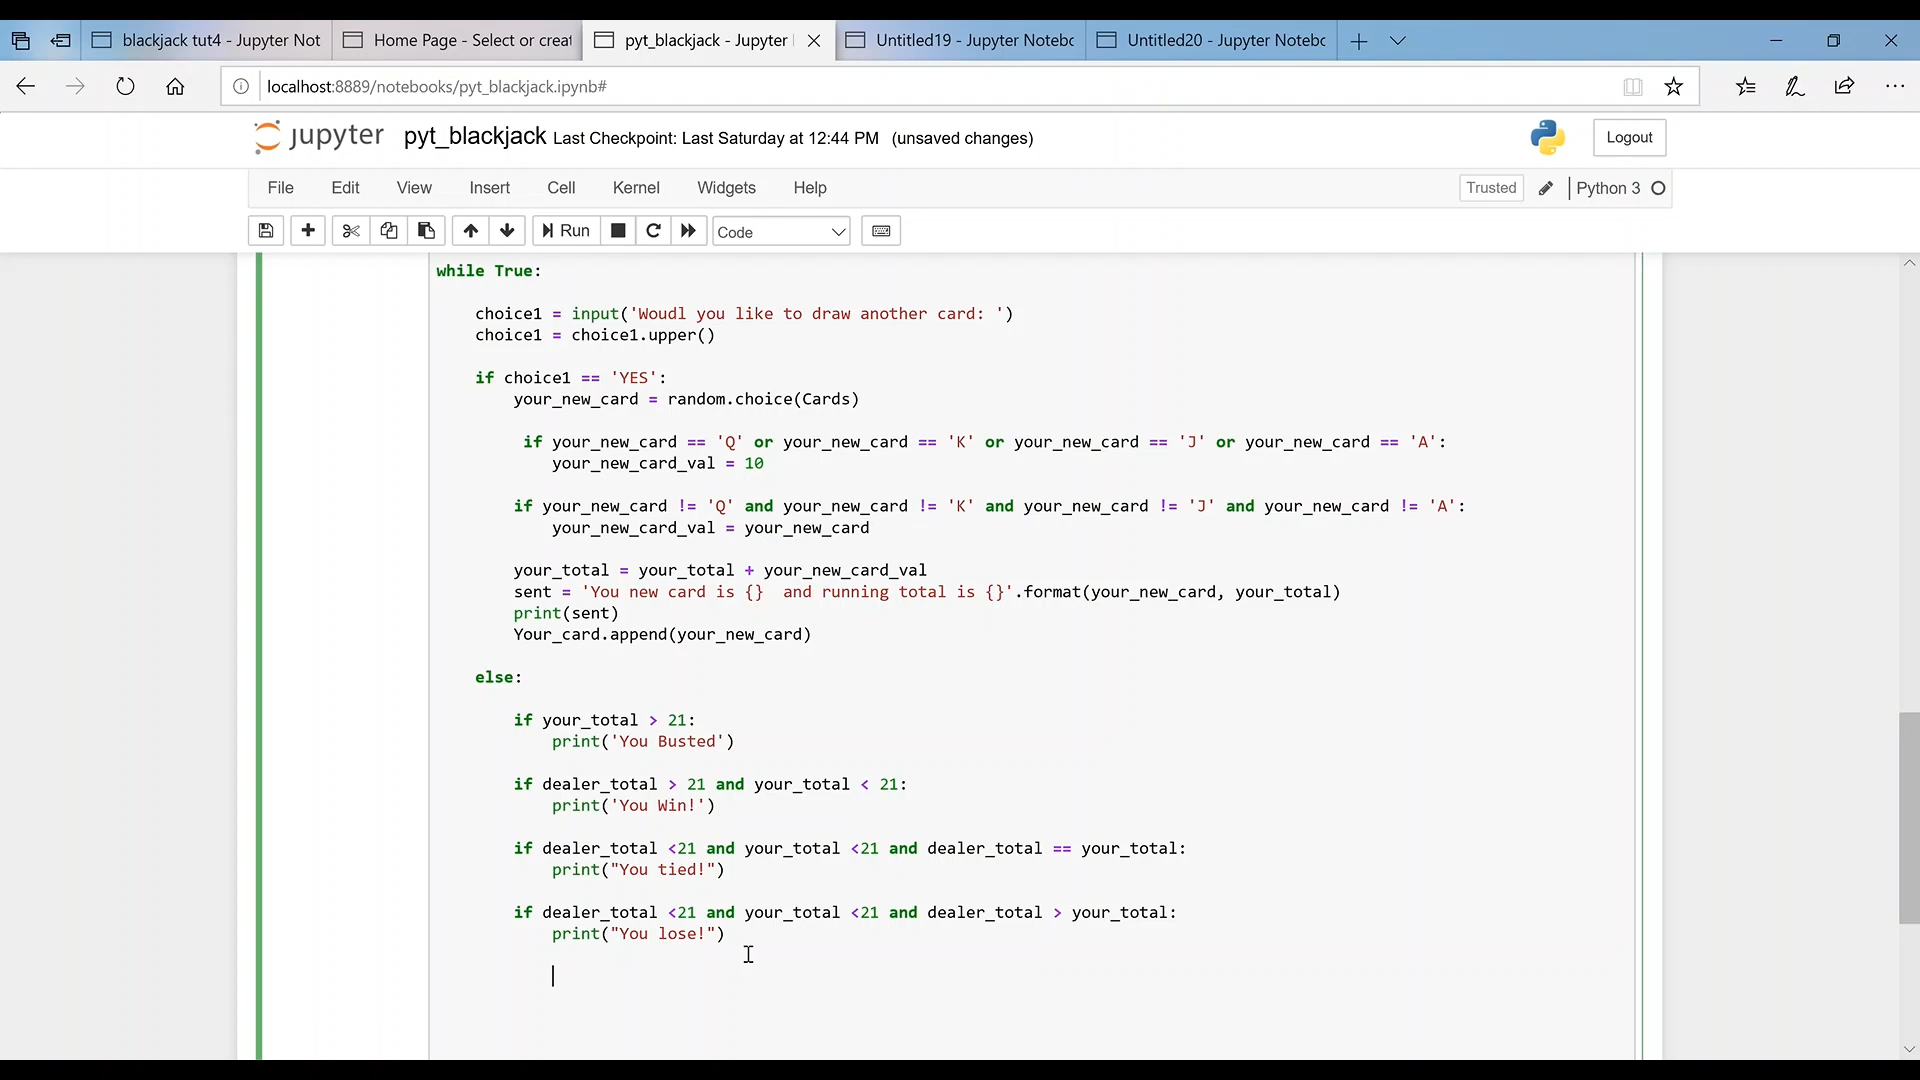 blackjack tut4 - Jupyter Not
Home Page - Select or creat
pyt_blackjack - Jupyter
Untitled19 - Jupyter Notebo
Untitled20 - Jupyter Notebo
localhost:8889/notebooks/pyt_blackjack.ipynb#
jupyter pyt_blackjack Last Checkpoint: Last Saturday at 12:44 PM (unsaved changes)
Logout
File Edit View Insert Cell Kernel Widgets Help
Trusted Python 3
Run Code
while True:
choice1 = input('Woudl you like to draw another card: ')
choice1 = choice1.upper()
if choice1 == 'YES':
your_new_card = random.choice(Cards)
if your_new_card == 'Q' or your_new_card == 'K' or your_new_card == 'J' or your_new_card == 'A':
your_new_card_val = 10
if your_new_card != 'Q' and your_new_card != 'K' and your_new_card != 'J' and your_new_card != 'A':
your_new_card_val = your_new_card
your_total = your_total + your_new_card_val
sent = 'You new card is {}  and running total is {}'.format(your_new_card, your_total)
print(sent)
Your_card.append(your_new_card)
else:
if your_total > 21:
print('You Busted')
if dealer_total > 21 and your_total < 21:
print('You Win!')
if dealer_total <21 and your_total <21 and dealer_total == your_total:
print("You tied!")
if dealer_total <21 and your_total <21 and dealer_total > your_total:
print("You lose!")